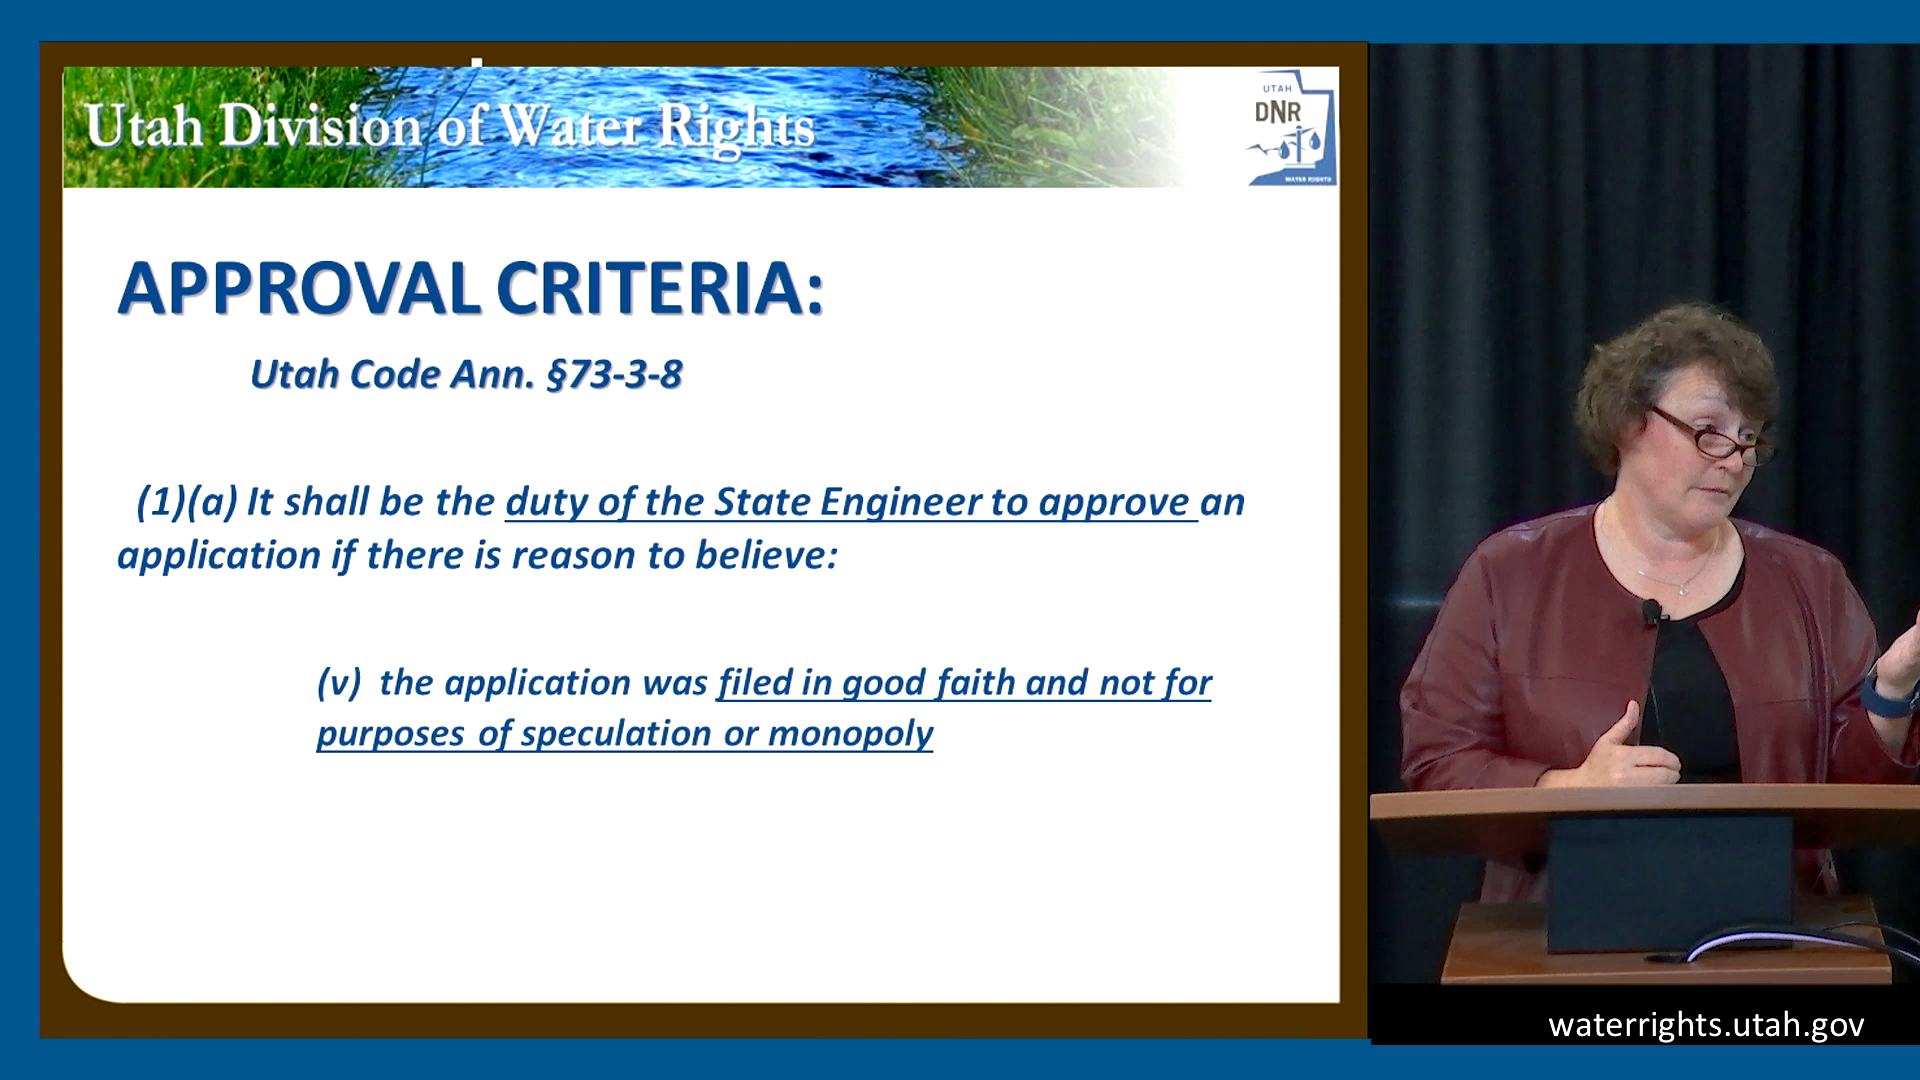 Utah Division of Water Rights
UTAH
DNR
WATER RIGHTS
APPROVAL CRITERIA:
Utah Code Ann. §73-3-8
(1)(a) It shall be the duty of the State Engineer to approve an
application if there is reason to believe:
(v) the application was filed in good faith and not for
purposes of speculation or monopoly
waterrights.utah.gov